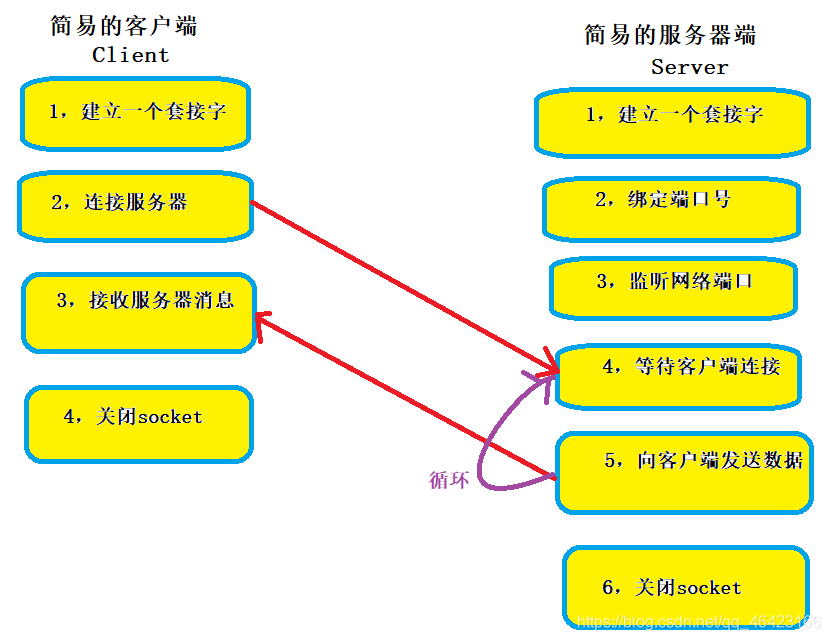 简易的客户端
Client
1，建立一个套接字
2，连接服务器
3，接收服务器消息
4，关闭socket
简易的服务器端
Server
1，建立一个套接字
2，绑定端口号
3，监听网络端口
4，等待客户端连接
循环
5，向客户端发送数据
6，关闭socket
https://blog.csdn.net/qq_46423166